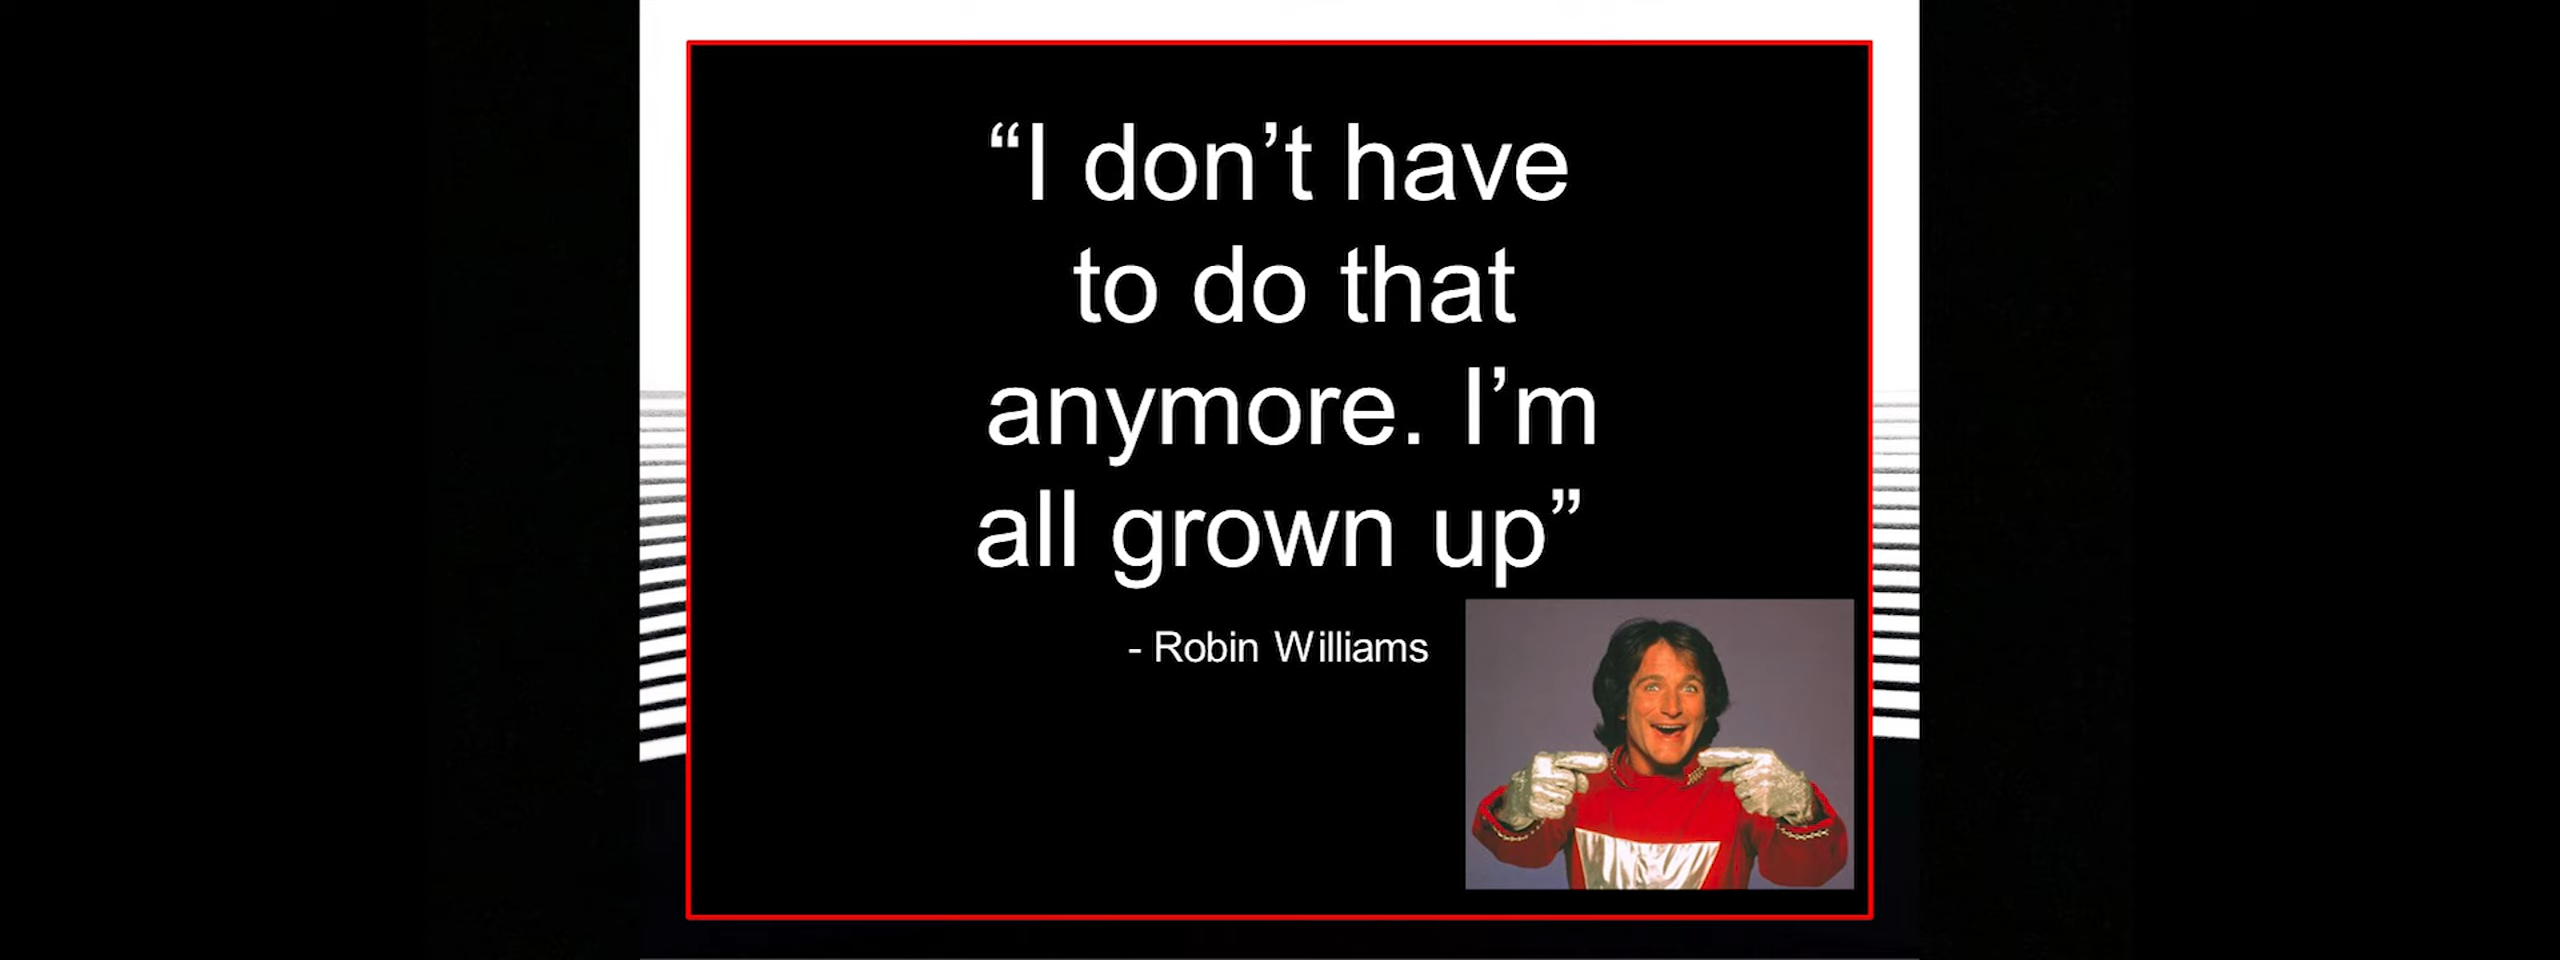 “I don’t have
to do that
anymore. I’m
all grown up”
- Robin Williams